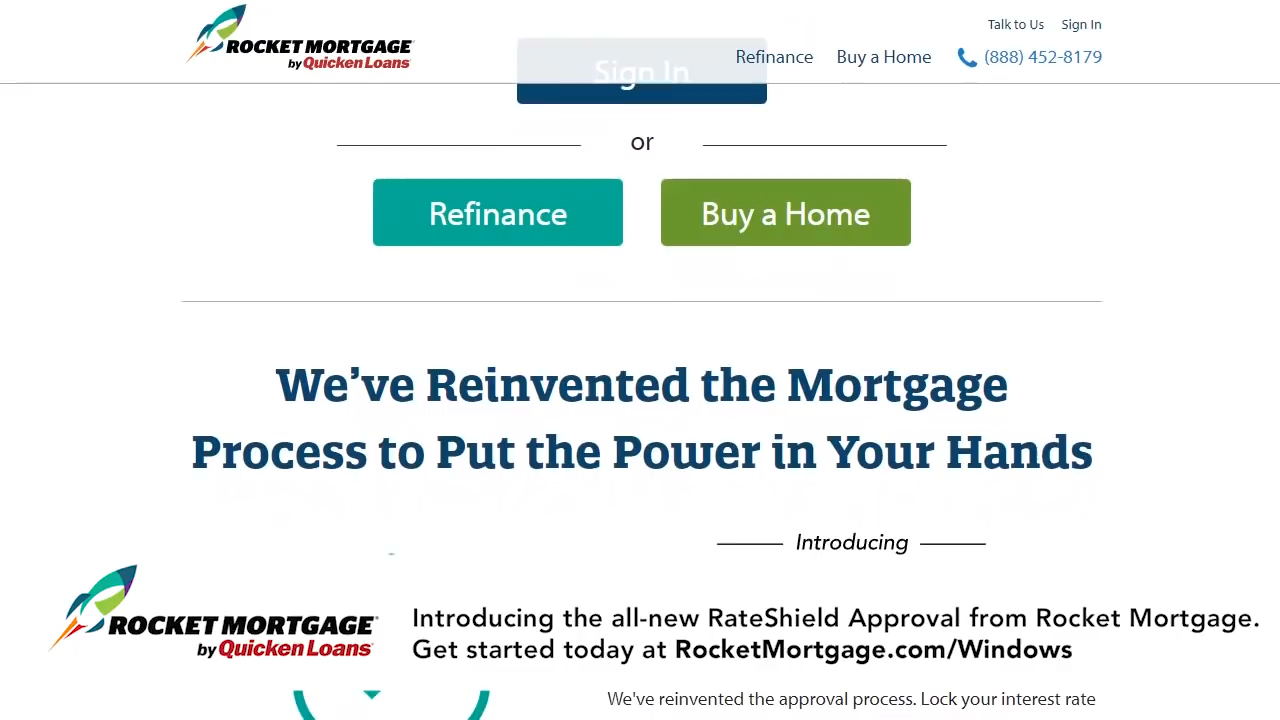 ROCKET MORTGAGE
by Quicken Loans
Talk to Us Sign In
Refinance Buy a Home (888) 452-8179
Sign In
or
Refinance Buy a Home
We’ve Reinvented the Mortgage
Process to Put the Power in Your Hands
Introducing
ROCKET MORTGAGE
by Quicken Loans
Introducing the all-new RateShield Approval from Rocket Mortgage.
Get started today at RocketMortgage.com/Windows
We've reinvented the approval process. Lock your interest rate